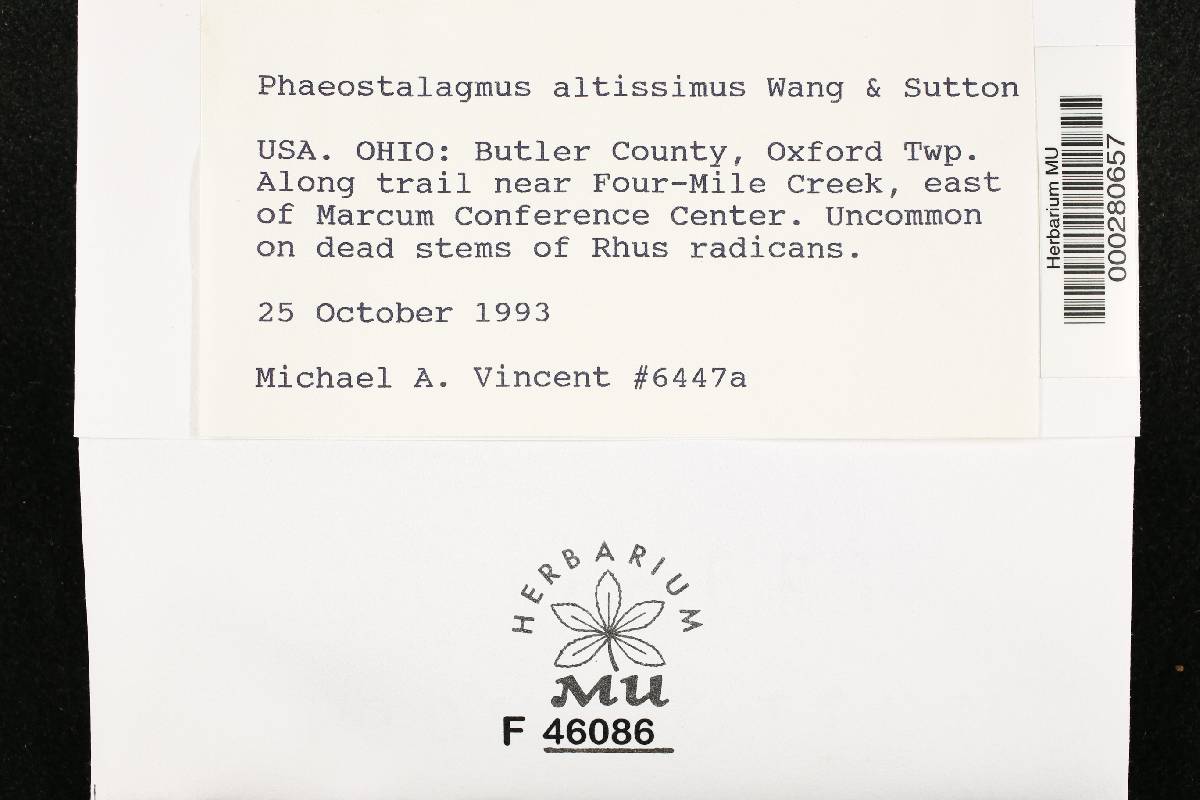 Phaeostalagmus altissimus Wang & Sutton
USA. OHIO: Butler County, Oxford Twp.
Along trail near Four-Mile Creek, east
of Marcum Conference Center. Uncommon
on dead stems of Rhus radicans.
25 October 1993
Michael A. Vincent #6447a
Herbarium MU
000280657
HERBARIUM
MU
F 46086